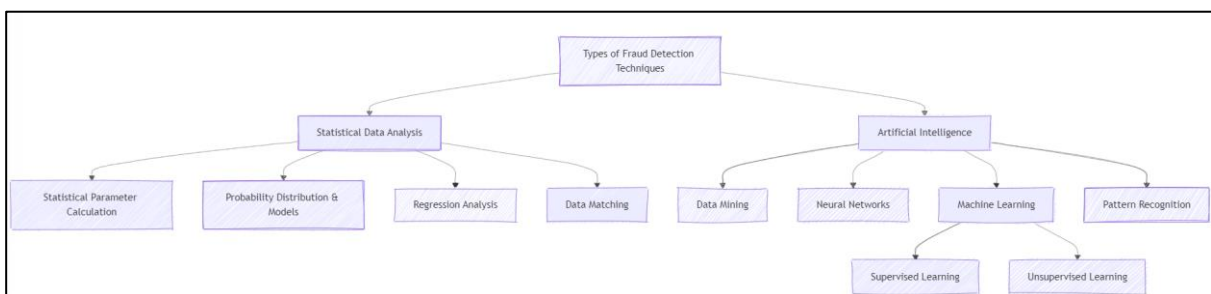 Types of Fraud Detection
Techniques
Statistical Data Analysis
Artificial Intelligence
Statistical Parameter
Calculation
Probability Distribution &
Models
Regression Analysis
Data Matching
Data Mining
Neural Networks
Machine Learning
Pattern Recognition
Supervised Learning
Unsupervised Learning